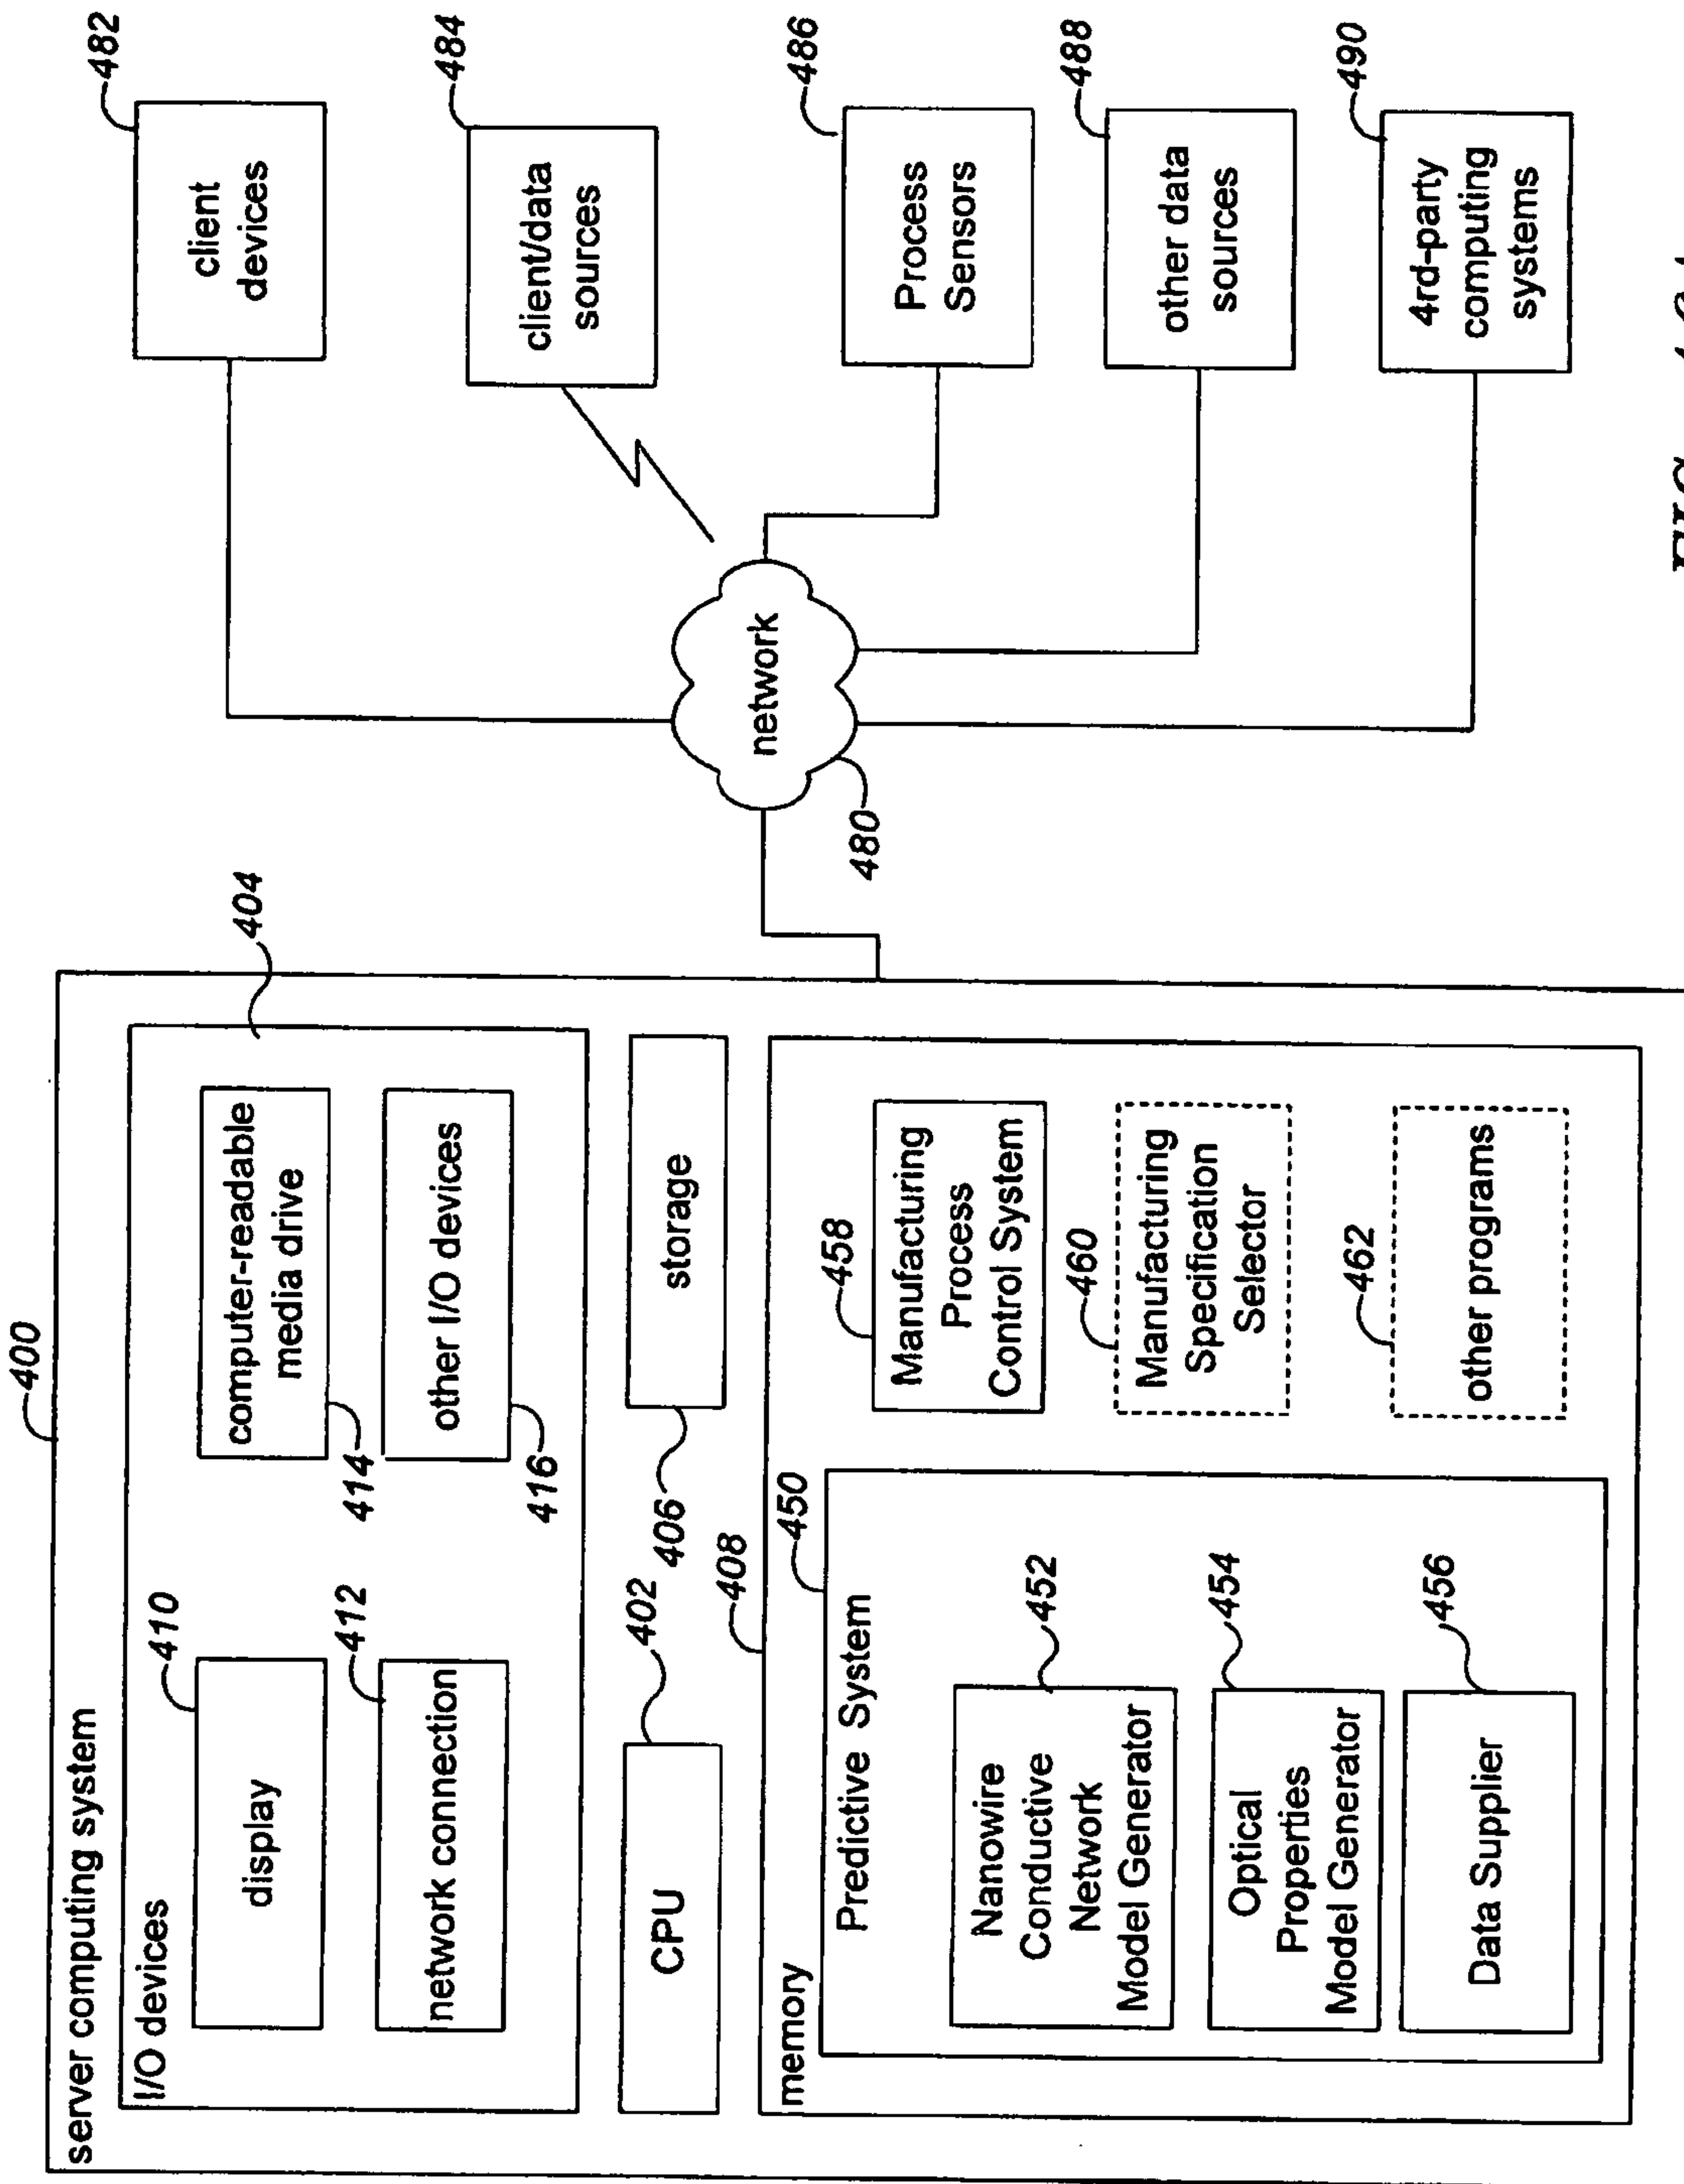 server computing system
400
I/O devices
404
display
410
computer-readable
media drive
414
network connection
412
other I/O devices
416
CPU
402
storage
406
memory
408
Predictive System
450
Nanowire
Conductive
Network
Model Generator
452
Optical
Properties
Model Generator
454
Data Supplier
456
Manufacturing
Process
Control System
458
Manufacturing
Specification
Selector
460
other programs
462
network
480
client
devices
482
client/data
sources
484
Process
Sensors
486
other data
sources
488
4rd-party
computing
systems
490